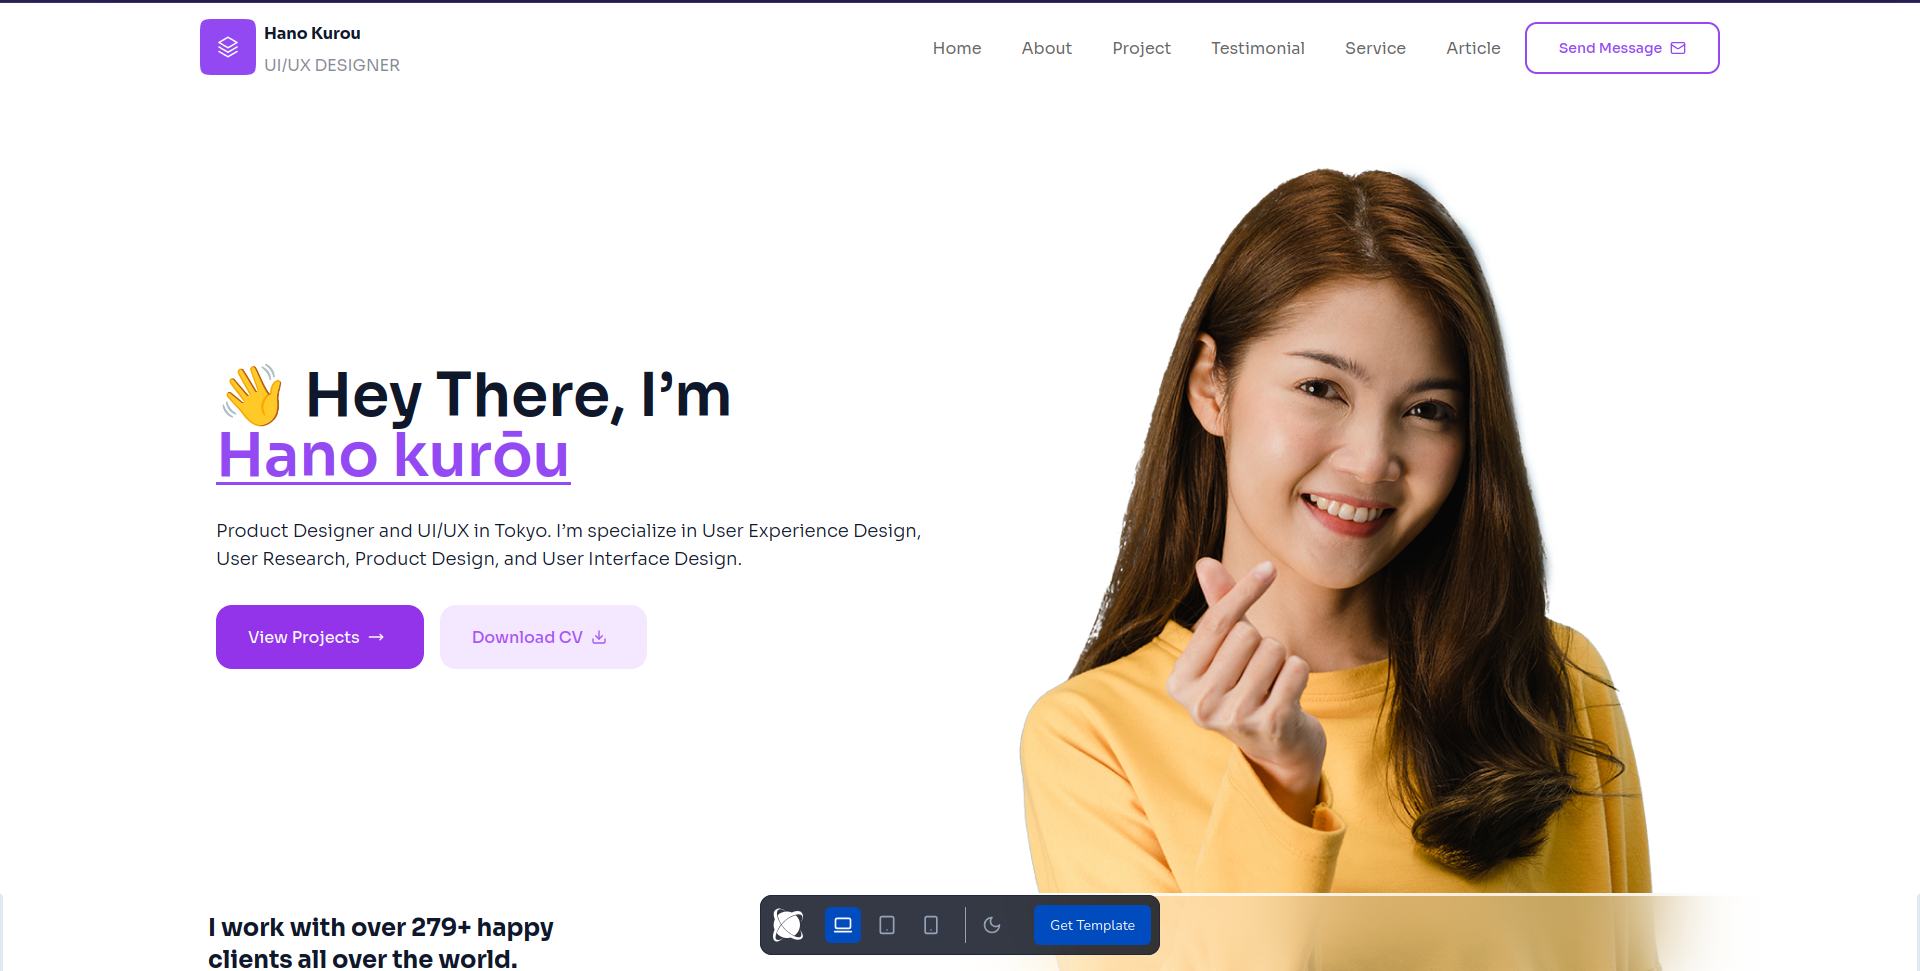 Hano Kurou
UI/UX DESIGNER
Home About Project Testimonial Service Article Send Message
👋 Hey There, I’m
Hano kurōu
Product Designer and UI/UX in Tokyo. I’m specialize in User Experience Design,
User Research, Product Design, and User Interface Design.
View Projects → Download CV
I work with over 279+ happy
clients all over the world.
Get Template